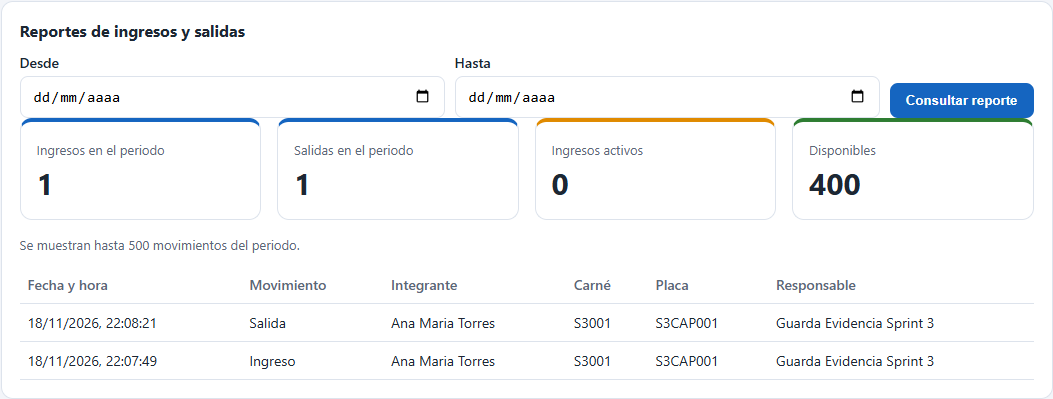 Reportes de ingresos y salidas
Desde Hasta
dd/mm/aaaa dd/mm/aaaa Consultar reporte
Ingresos en el periodo Salidas en el periodo Ingresos activos Disponibles
1 1 0 400
Se muestran hasta 500 movimientos del periodo.
Fecha y hora Movimiento Integrante Carné Placa Responsable
18/11/2026, 22:08:21 Salida Ana Maria Torres S3001 S3CAP001 Guarda Evidencia Sprint 3
18/11/2026, 22:07:49 Ingreso Ana Maria Torres S3001 S3CAP001 Guarda Evidencia Sprint 3